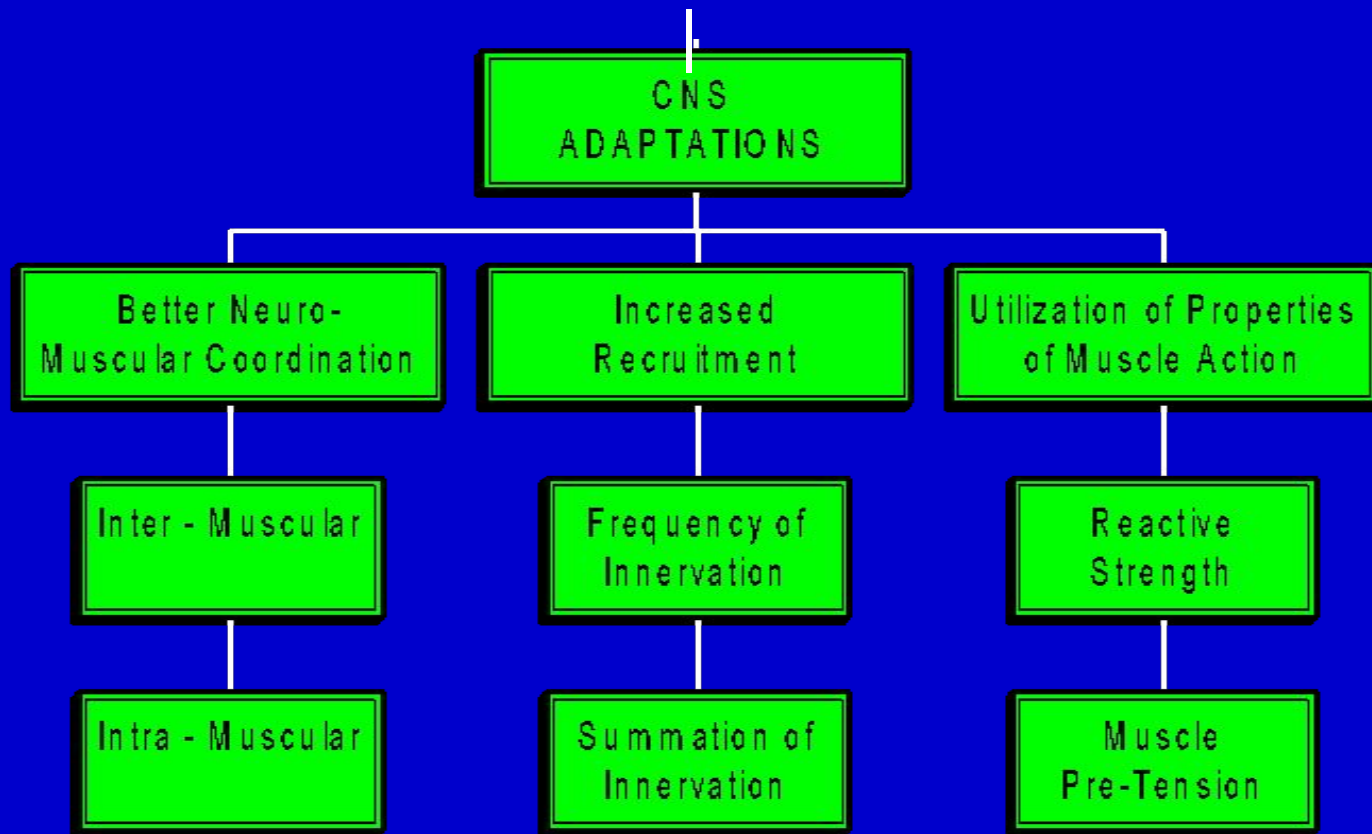 CNS
ADAPTATIONS
Better Neuro-
Muscular Coordination
Increased
Recruitment
Utilization of Properties
of Muscle Action
Inter - Muscular
Frequency of
Innervation
Reactive
Strength
Intra - Muscular
Summation of
Innervation
Muscle
Pre-Tension